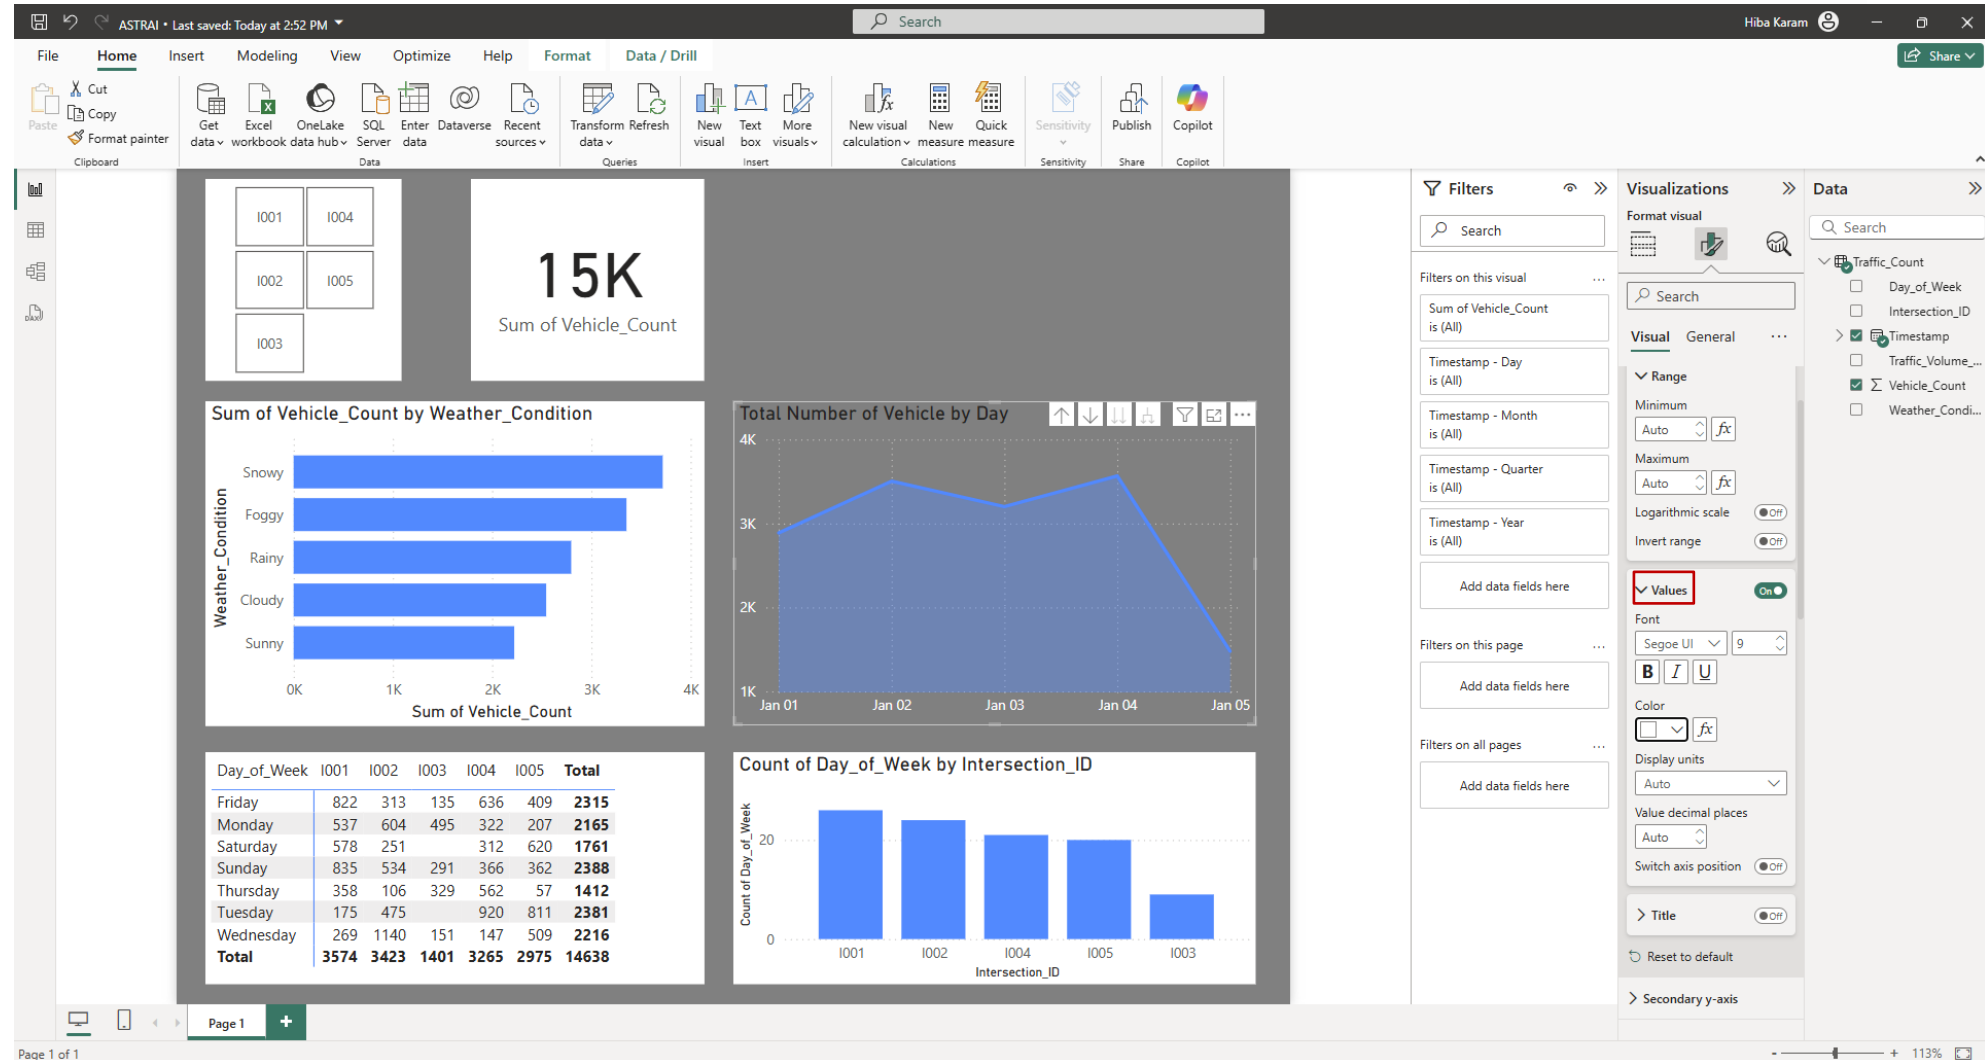 ASTRAI • Last saved: Today at 2:52 PM
Search
Hiba Karam
File Home Insert Modeling View Optimize Help Format Data / Drill
Share
Paste
Cut
Copy
Format painter
Clipboard
Get data
Excel workbook
OneLake data hub
SQL Server
Enter data
Dataverse
Recent sources
Data
Transform data
Refresh
Queries
New visual
Text box
More visuals
Insert
New visual calculation
New measure
Quick measure
Calculations
Sensitivity
Sensitivity
Publish
Share
Copilot
Copilot
I001 I004
I002 I005
I003
15K
Sum of Vehicle_Count
Sum of Vehicle_Count by Weather_Condition
Weather_Condition
Snowy
Foggy
Rainy
Cloudy
Sunny
0K 1K 2K 3K 4K
Sum of Vehicle_Count
Total Number of Vehicle by Day
4K
3K
2K
1K
Jan 01 Jan 02 Jan 03 Jan 04 Jan 05
Day_of_Week I001 I002 I003 I004 I005 Total
Friday 822 313 135 636 409 2315
Monday 537 604 495 322 207 2165
Saturday 578 251 312 620 1761
Sunday 835 534 291 366 362 2388
Thursday 358 106 329 562 57 1412
Tuesday 175 475 920 811 2381
Wednesday 269 1140 151 147 509 2216
Total 3574 3423 1401 3265 2975 14638
Count of Day_of_Week by Intersection_ID
Count of Day_of_Week
20
0
I001 I002 I004 I005 I003
Intersection_ID
Filters
Search
Filters on this visual ...
Sum of Vehicle_Count
is (All)
Timestamp - Day
is (All)
Timestamp - Month
is (All)
Timestamp - Quarter
is (All)
Timestamp - Year
is (All)
Add data fields here
Filters on this page ...
Add data fields here
Filters on all pages ...
Add data fields here
Visualizations
Format visual
Search
Visual General ...
Range
Minimum
Auto fx
Maximum
Auto fx
Logarithmic scale Off
Invert range Off
Values On
Font
Segoe UI 9
B I U
Color
fx
Display units
Auto
Value decimal places
Auto
Switch axis position Off
Title Off
Reset to default
Secondary y-axis
Data
Search
Traffic_Count
Day_of_Week
Intersection_ID
Timestamp
Traffic_Volume_...
Σ Vehicle_Count
Weather_Condi...
DAX
Page 1 +
Page 1 of 1
- + 113%